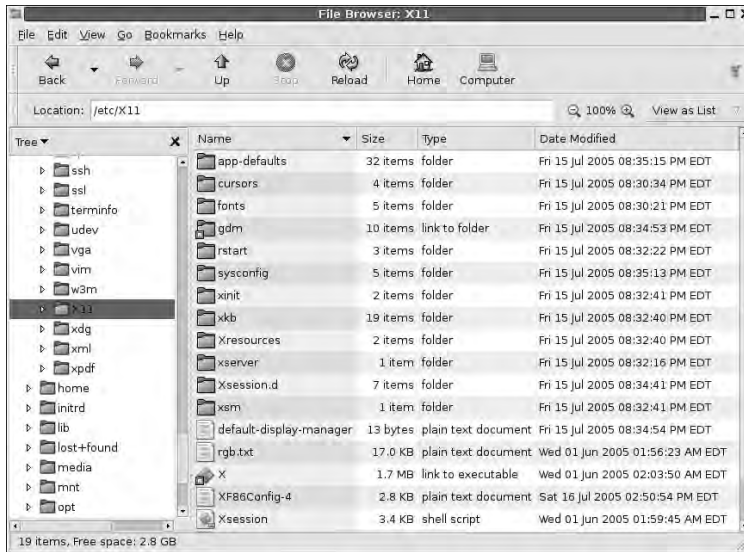 File Browser: X11
File Edit View Go Bookmarks Help
Back Forward Up Stop Reload Home Computer
Location: /etc/X11 100% View as List
Tree Name Size Type Date Modified
ssh
ssl
terminfo
udev
vga
vim
w3m
X11
xdg
xml
xpdf
home
initrd
lib
lost+found
media
mnt
opt
app-defaults 32 items folder Fri 15 Jul 2005 08:35:15 PM EDT
cursors 4 items folder Fri 15 Jul 2005 08:30:34 PM EDT
fonts 5 items folder Fri 15 Jul 2005 08:30:21 PM EDT
gdm 10 items link to folder Fri 15 Jul 2005 08:34:53 PM EDT
rstart 3 items folder Fri 15 Jul 2005 08:32:22 PM EDT
sysconfig 5 items folder Fri 15 Jul 2005 08:35:13 PM EDT
xinit 2 items folder Fri 15 Jul 2005 08:32:41 PM EDT
xkb 19 items folder Fri 15 Jul 2005 08:32:40 PM EDT
Xresources 2 items folder Fri 15 Jul 2005 08:32:40 PM EDT
xserver 1 item folder Fri 15 Jul 2005 08:32:16 PM EDT
Xsession.d 7 items folder Fri 15 Jul 2005 08:34:41 PM EDT
xsm 1 item folder Fri 15 Jul 2005 08:32:41 PM EDT
default-display-manager 13 bytes plain text document Fri 15 Jul 2005 08:34:54 PM EDT
rgb.txt 17.0 KB plain text document Wed 01 Jun 2005 01:56:23 AM EDT
X 1.7 MB link to executable Wed 01 Jun 2005 02:03:50 AM EDT
XF86Config-4 2.8 KB plain text document Sat 16 Jul 2005 02:50:54 PM EDT
Xsession 3.4 KB shell script Wed 01 Jun 2005 01:59:45 AM EDT
19 items, Free space: 2.8 GB